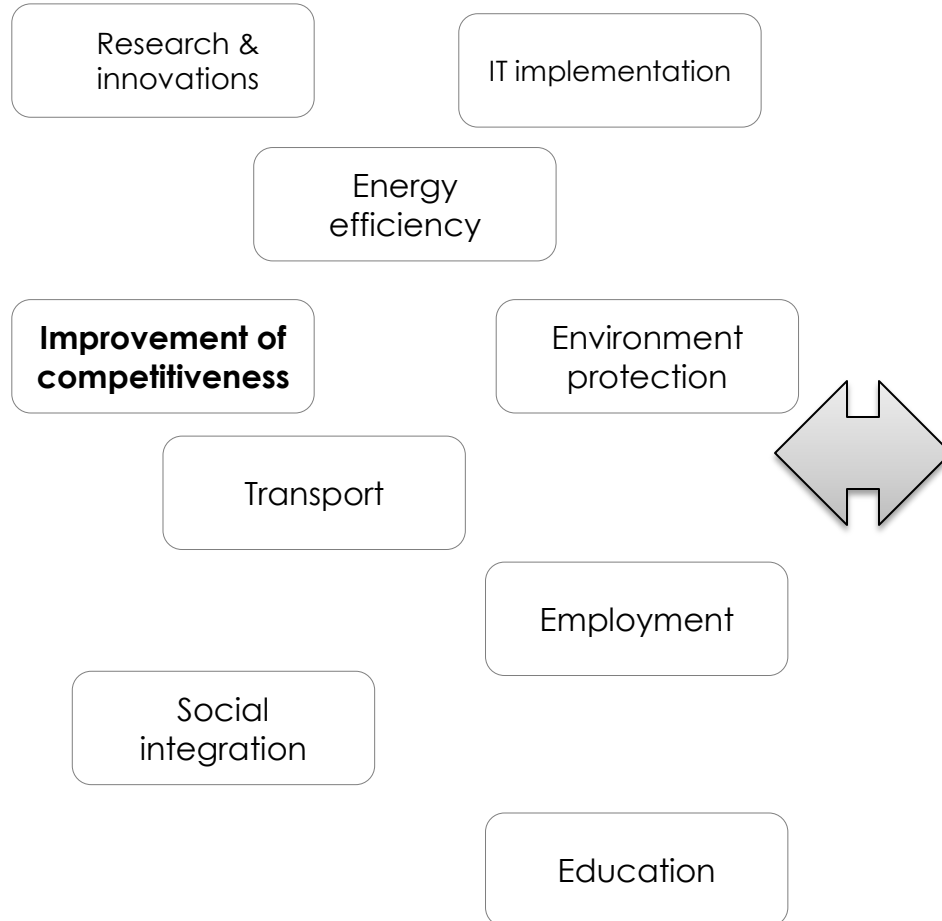 Research &
innovations
IT implementation
Energy
efficiency
Improvement of
competitiveness
Environment
protection
Transport
Employment
Social
integration
Education